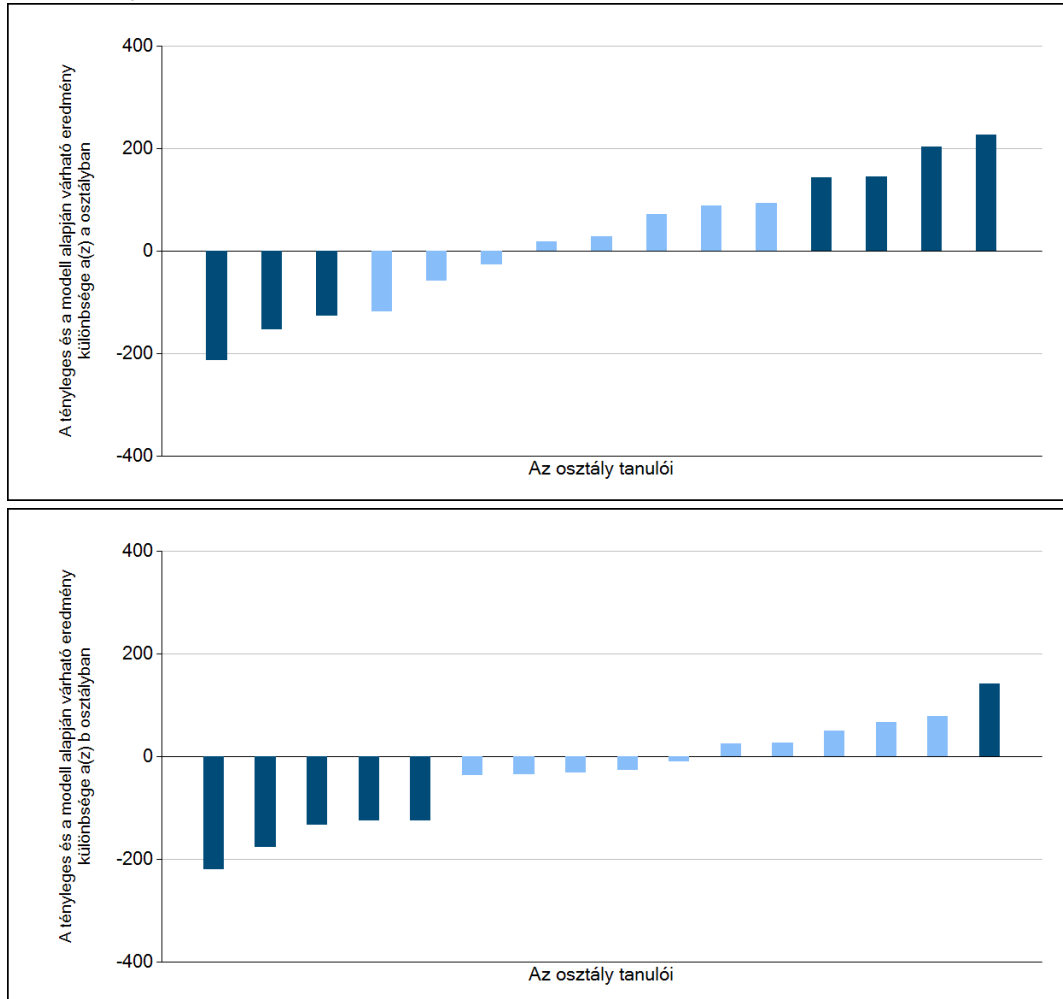 A tényleges és a modell alapján várható eredmény
különbsége a(z) a osztályban
400
200
0
-200
-400
Az osztály tanulói
A tényleges és a modell alapján várható eredmény
különbsége a(z) b osztályban
400
200
0
-200
-400
Az osztály tanulói